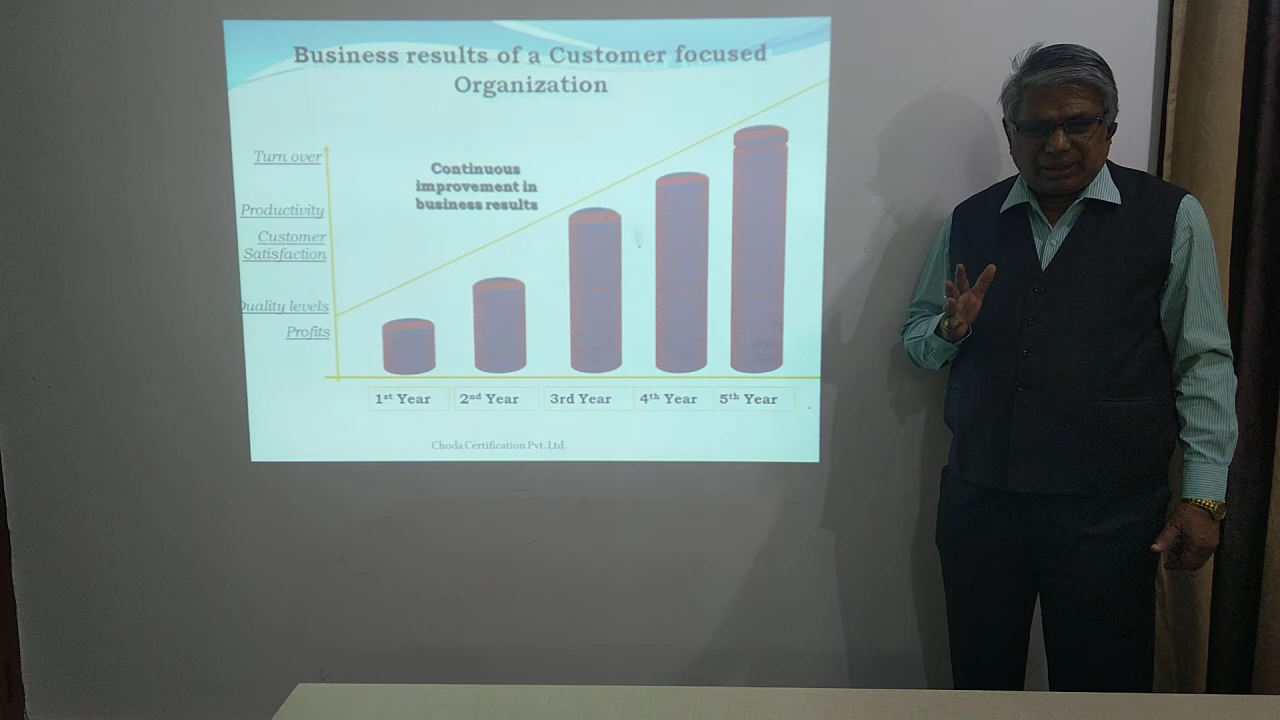 Business results of a Customer focused
Organization
Turn over
Continuous
improvement in
business results
Productivity
Customer
Satisfaction
Quality levels
Profits
1st Year
2nd Year
3rd Year
4th Year
5th Year
Choda Certification Pvt. Ltd.